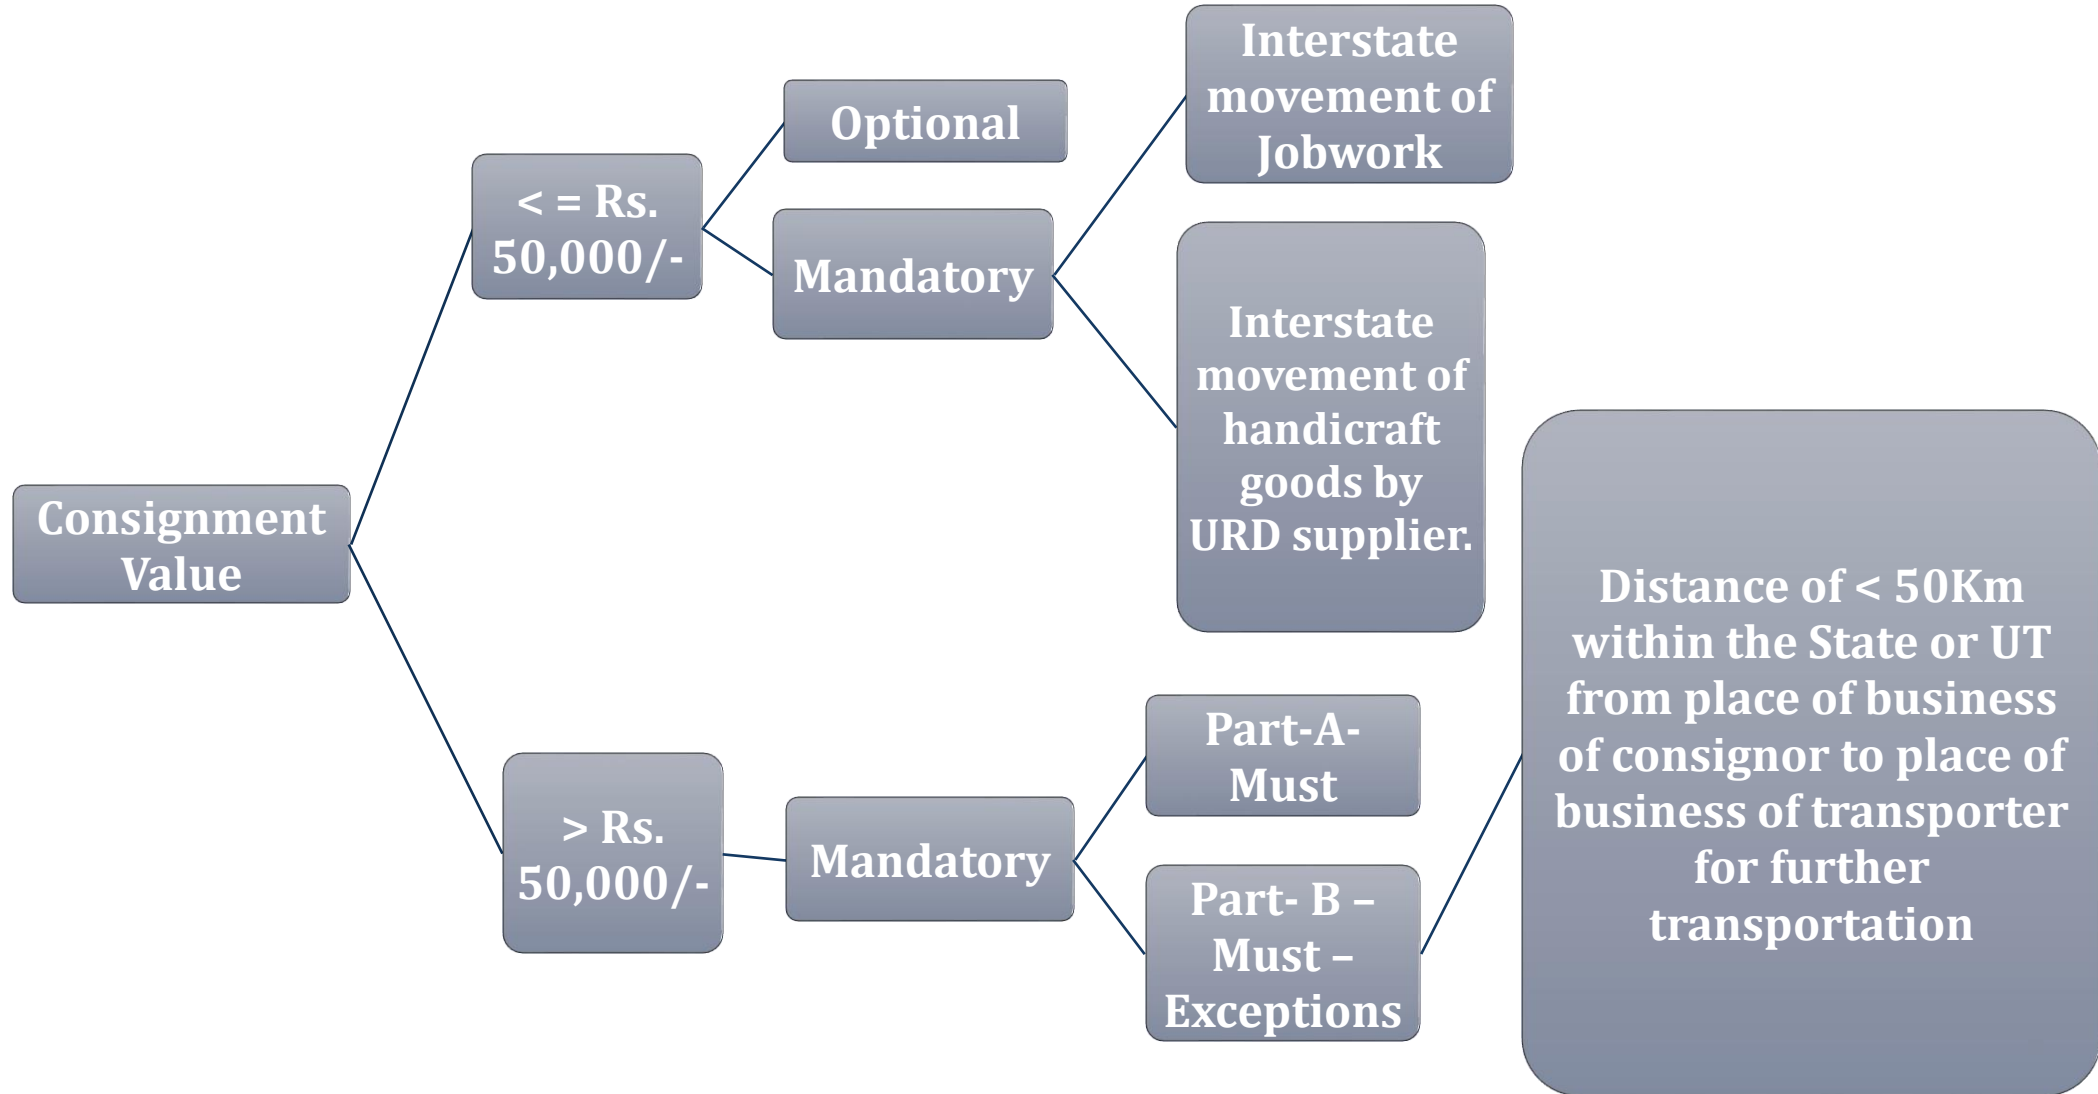 Consignment
Value
< = Rs.
50,000/-
Optional
Mandatory
Interstate
movement of
Jobwork
Interstate
movement of
handicraft
goods by
URD supplier.
> Rs.
50,000/-
Mandatory
Part-A-
Must
Part- B –
Must –
Exceptions
Distance of < 50Km
within the State or UT
from place of business
of consignor to place of
business of transporter
for further
transportation